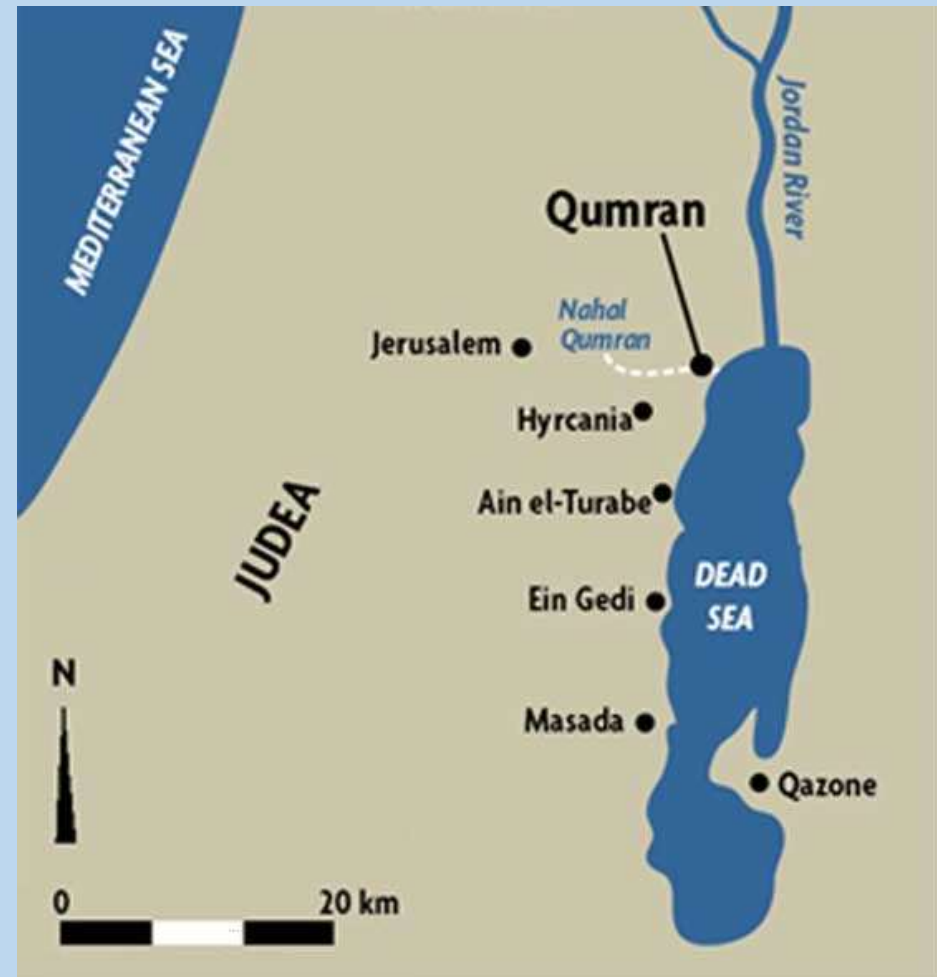 MEDITERRANEAN SEA
Jordan River
Qumran
Nahal
Qumran
Jerusalem
Hyrcania
Ain el-Turabe
JUDEA
DEAD
SEA
Ein Gedi
N
Masada
Qazone
0 20 km